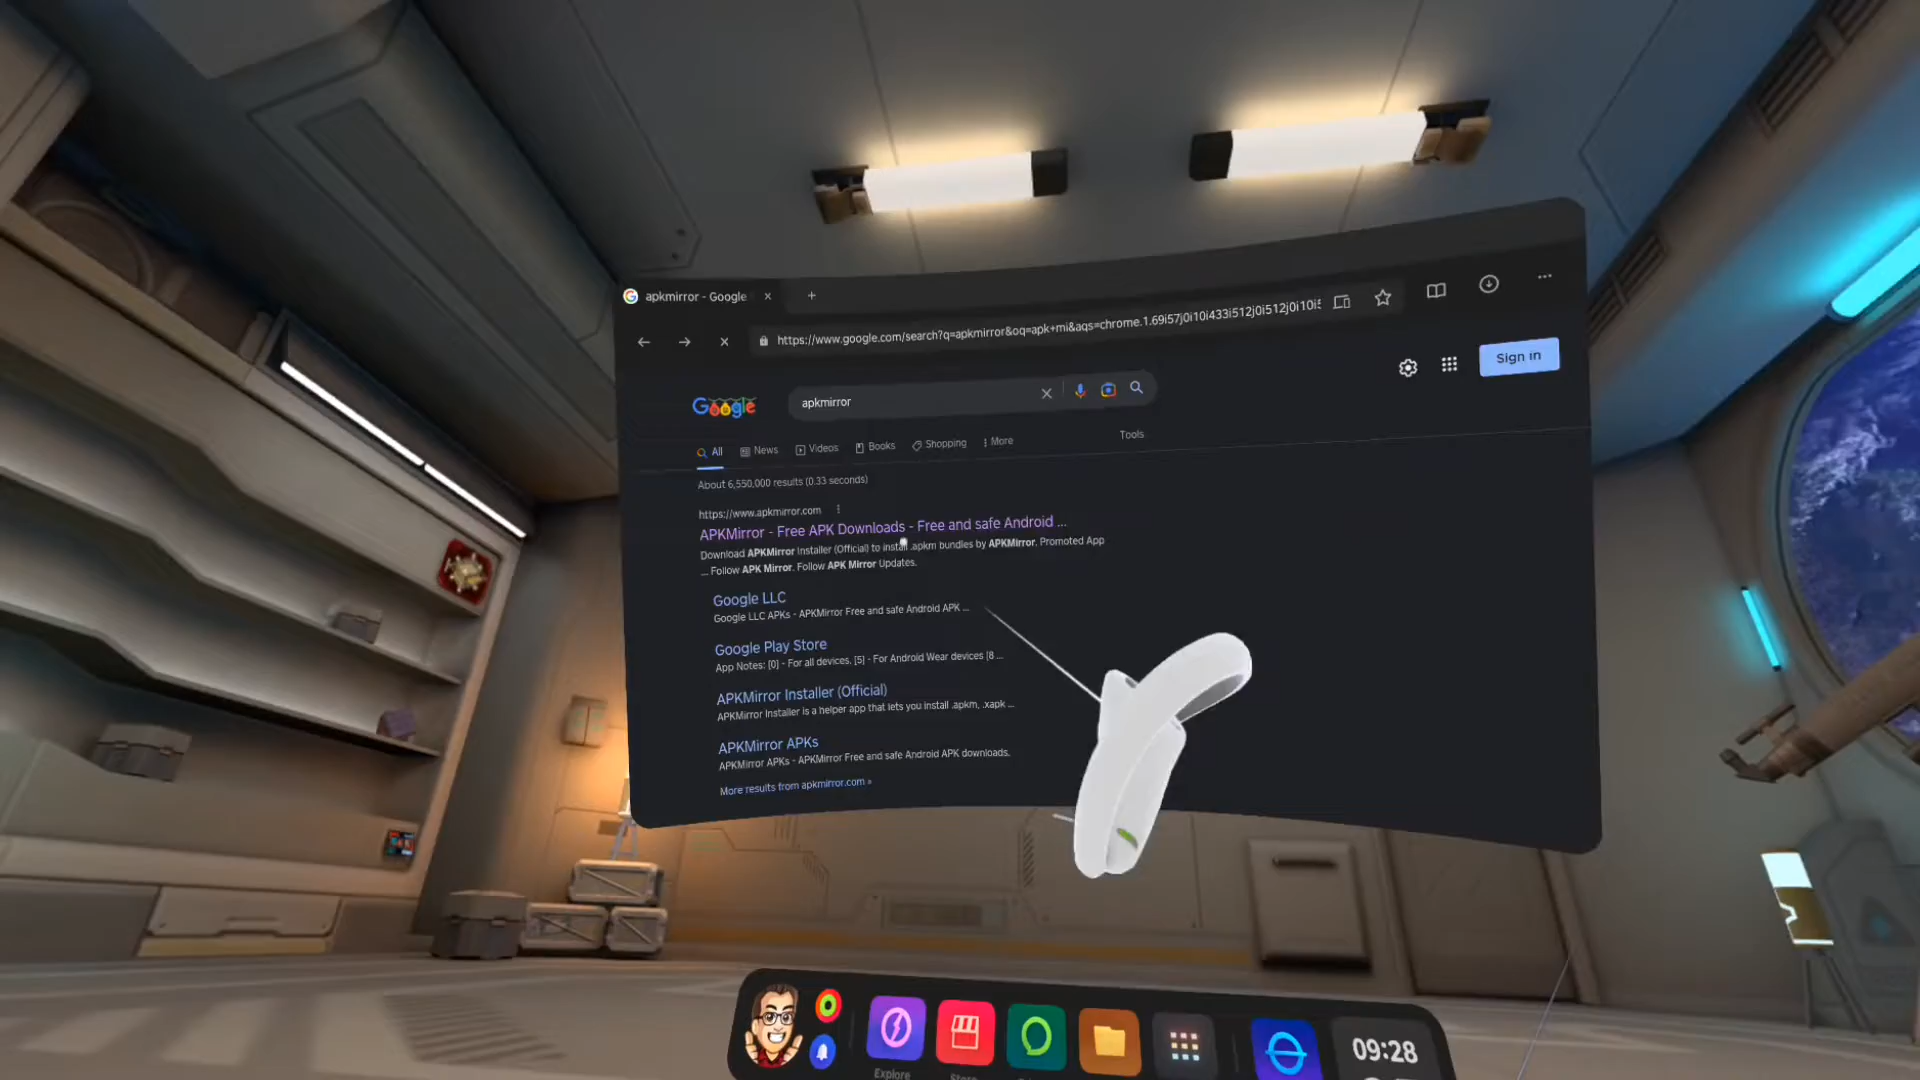 apkmirror - Google
https://www.google.com/search?q=apkmirror&oq=apk+mi&aqs=chrome.1.69i57j0i10i433i512j0i512j0i10i5
Sign in
Google
apkmirror
All News Videos Books Shopping More Tools
About 6,550,000 results (0.33 seconds)
https://www.apkmirror.com
APKMirror - Free APK Downloads - Free and safe Android ...
Download APKMirror Installer (Official) to install .apkm bundles by APKMirror. Promoted App
... Follow APK Mirror. Follow APK Mirror Updates.
Google LLC
Google LLC APKs - APKMirror Free and safe Android APK ...
Google Play Store
App Notes: [0] - For all devices, [5] - For Android Wear devices [8 ...
APKMirror Installer (Official)
APKMirror Installer is a helper app that lets you install .apkm, .xapk ...
APKMirror APKs
APKMirror APKs - APKMirror Free and safe Android APK downloads.
More results from apkmirror.com »
09:28
Explore